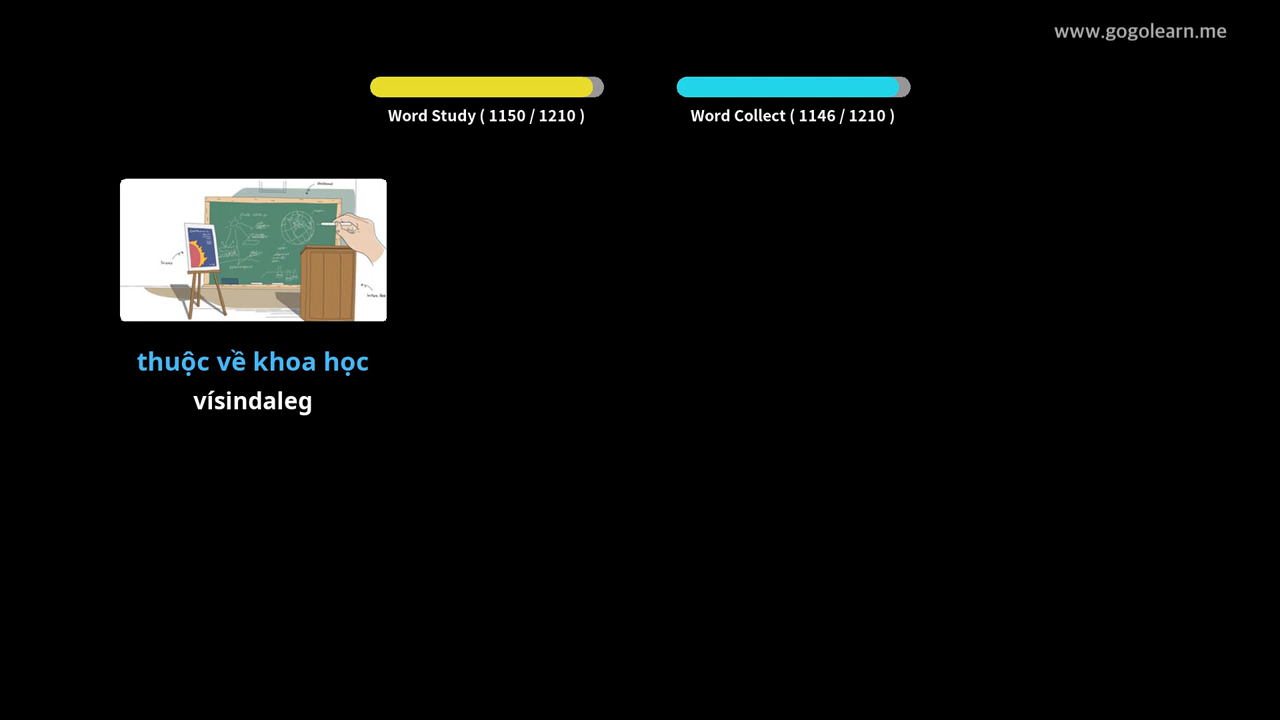 www.gogolearn.me
Word Study ( 1150 / 1210 )
Word Collect ( 1146 / 1210 )
thuộc về khoa học
vísindaleg